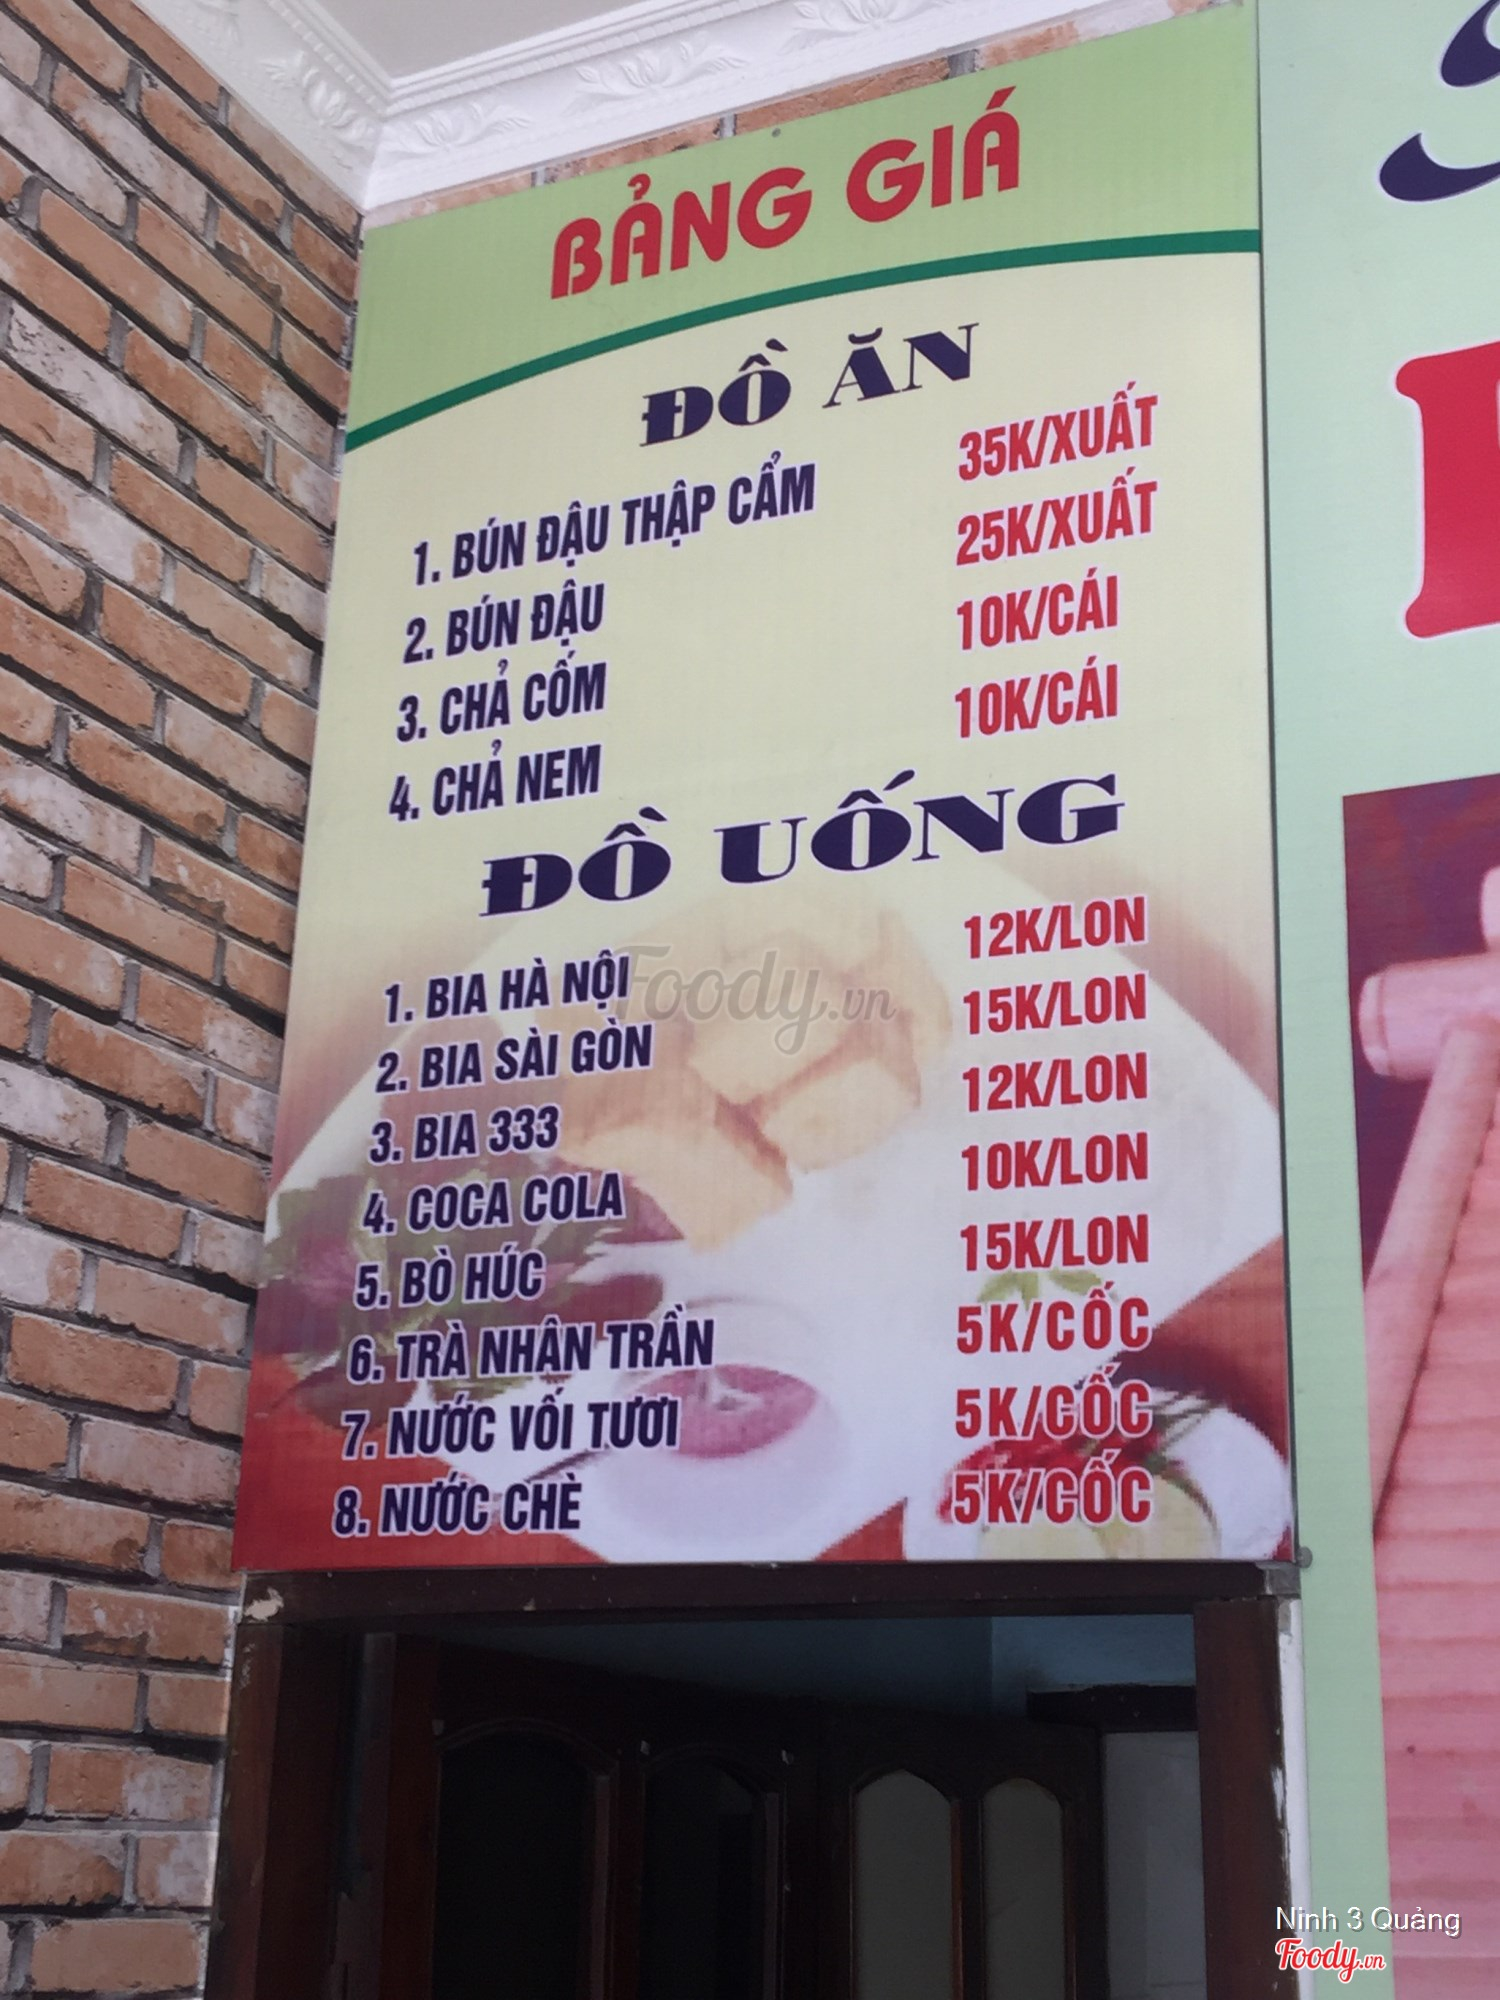 BẢNG GIÁ
ĐỒ ĂN
1. BÚN ĐẬU THẬP CẨM 35K/XUẤT
2. BÚN ĐẬU 25K/XUẤT
3. CHẢ CỐM 10K/CÁI
4. CHẢ NEM 10K/CÁI
ĐỒ UỐNG
1. BIA HÀ NỘI 12K/LON
2. BIA SÀI GÒN 15K/LON
3. BIA 333 12K/LON
4. COCA COLA 10K/LON
5. BÒ HÚC 15K/LON
6. TRÀ NHÂN TRẦN 5K/CỐC
7. NƯỚC VỐI TƯƠI 5K/CỐC
8. NƯỚC CHÈ 5K/CỐC
Foody.vn
Ninh 3 Quảng
Foody.vn